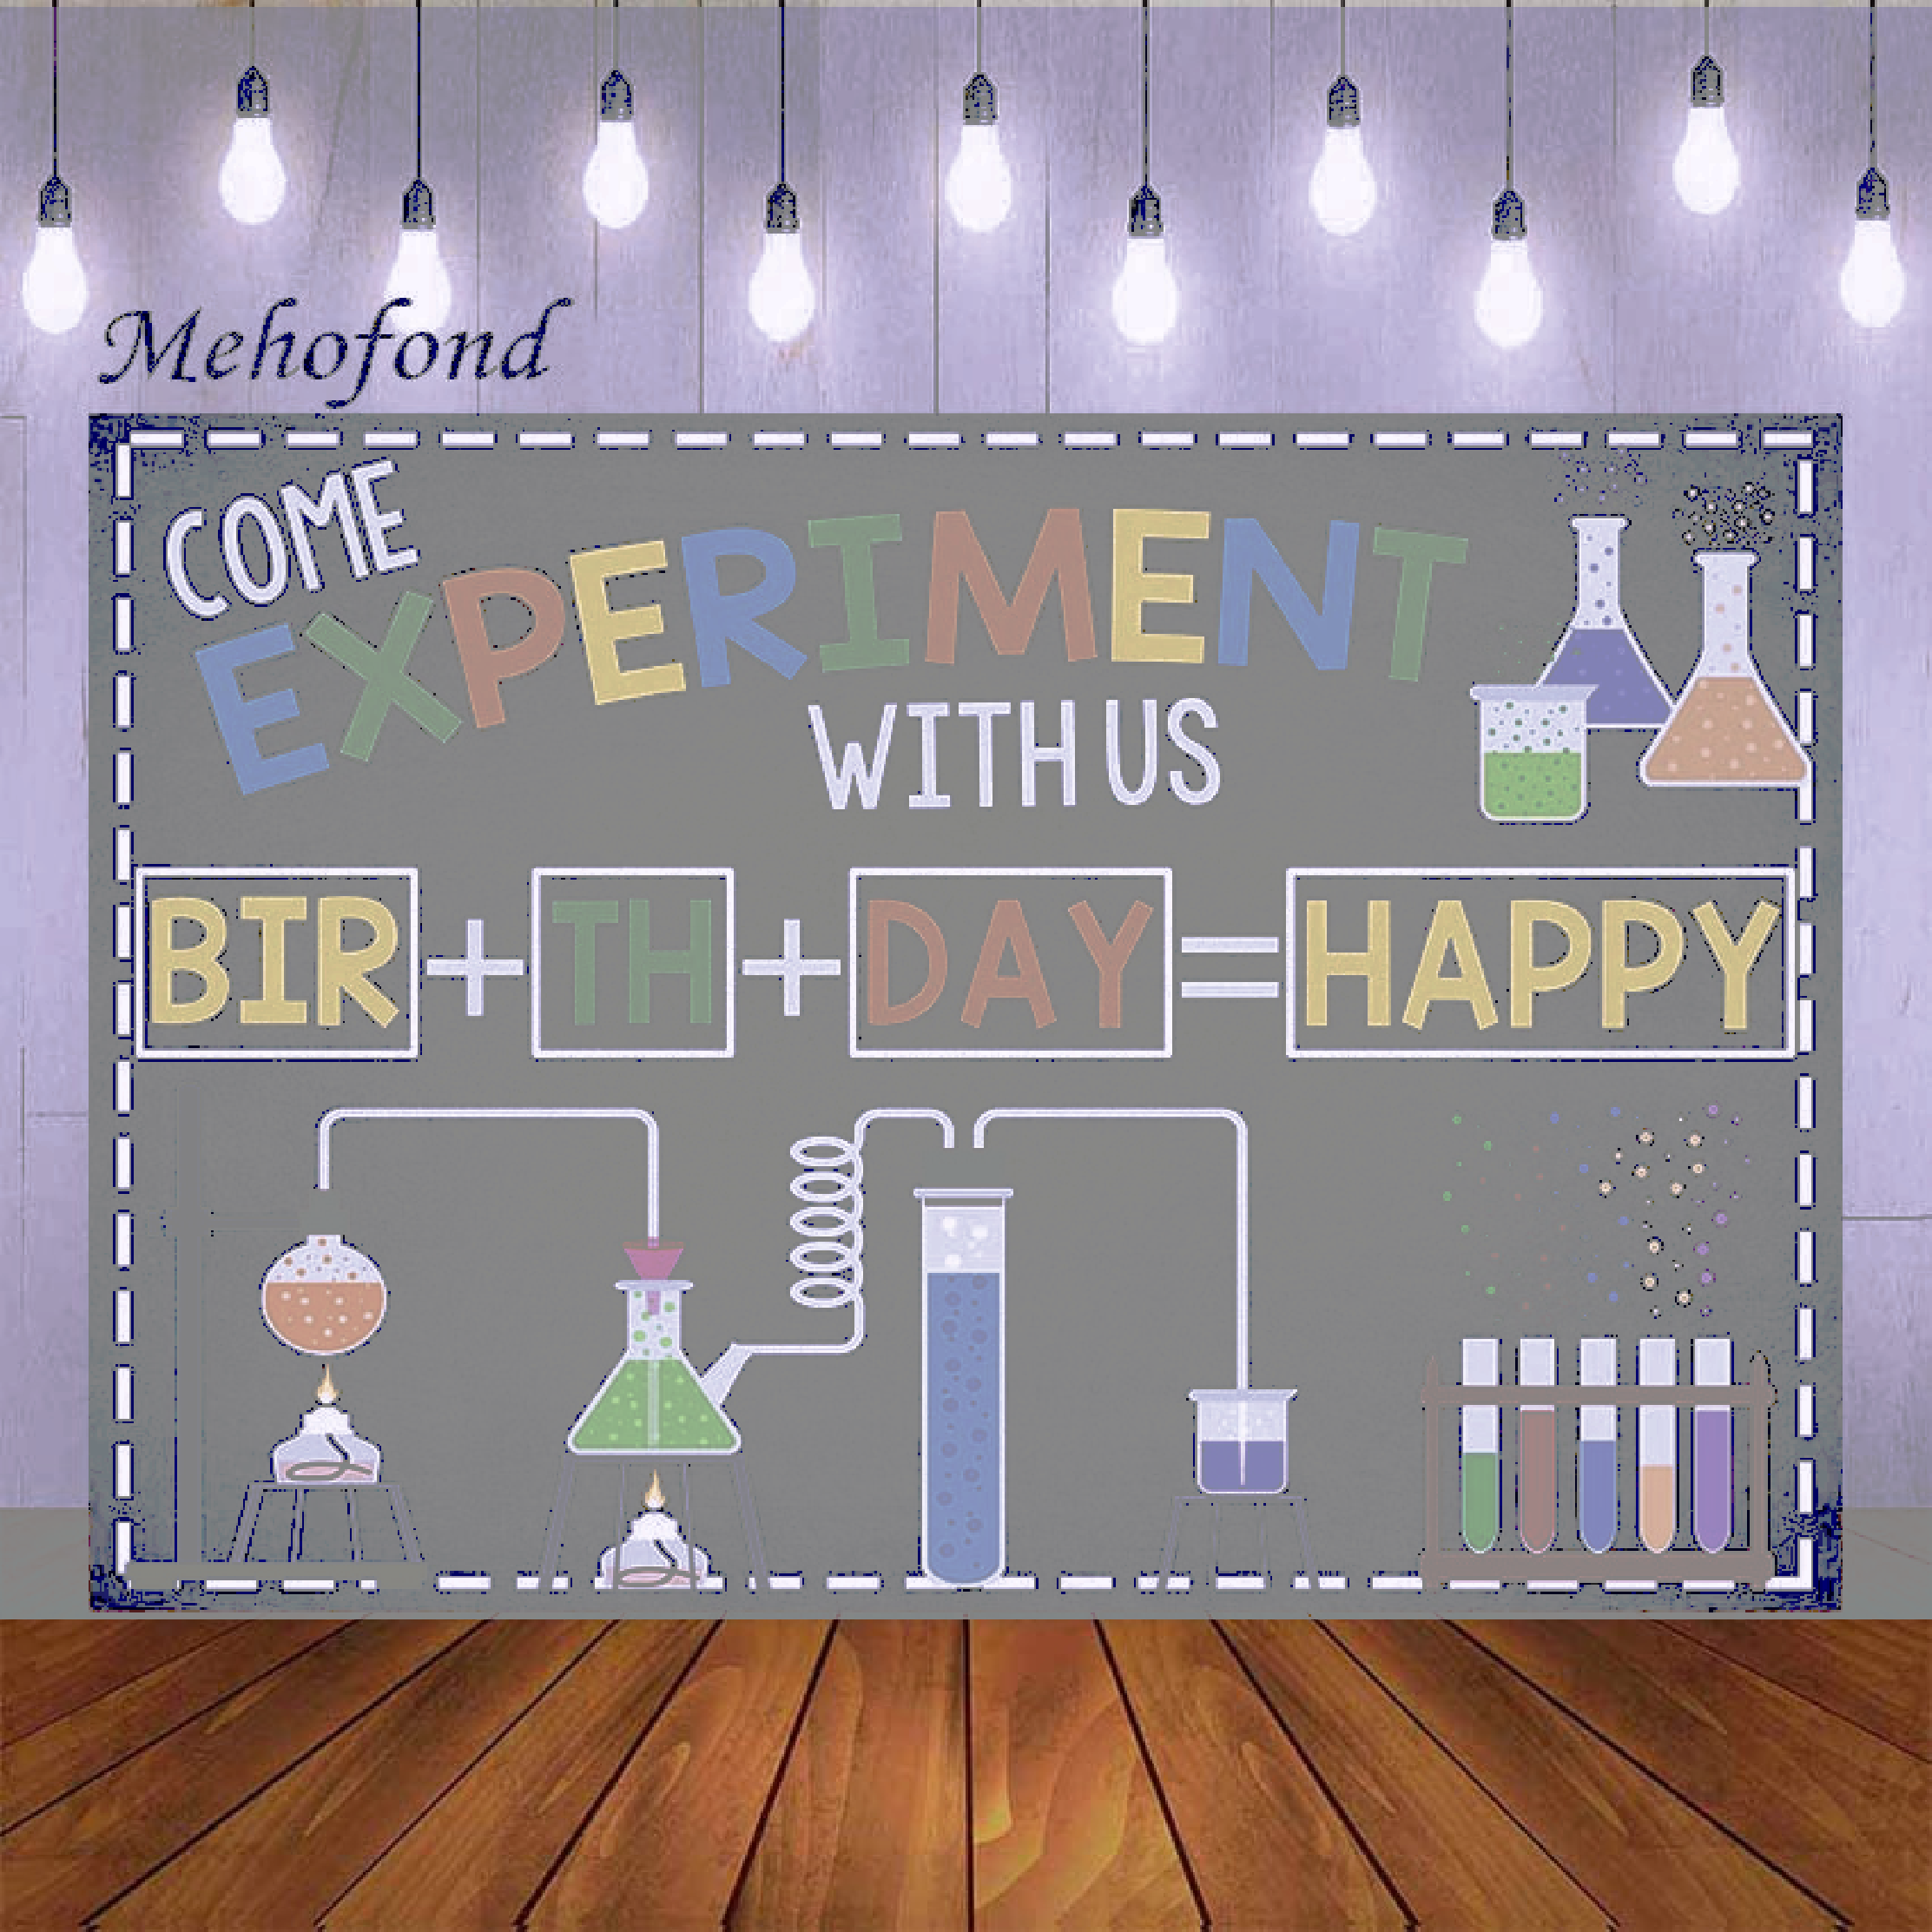 Mehofond
COME
EXPERIMENT
WITH US
BIR + TH + DAY = HAPPY